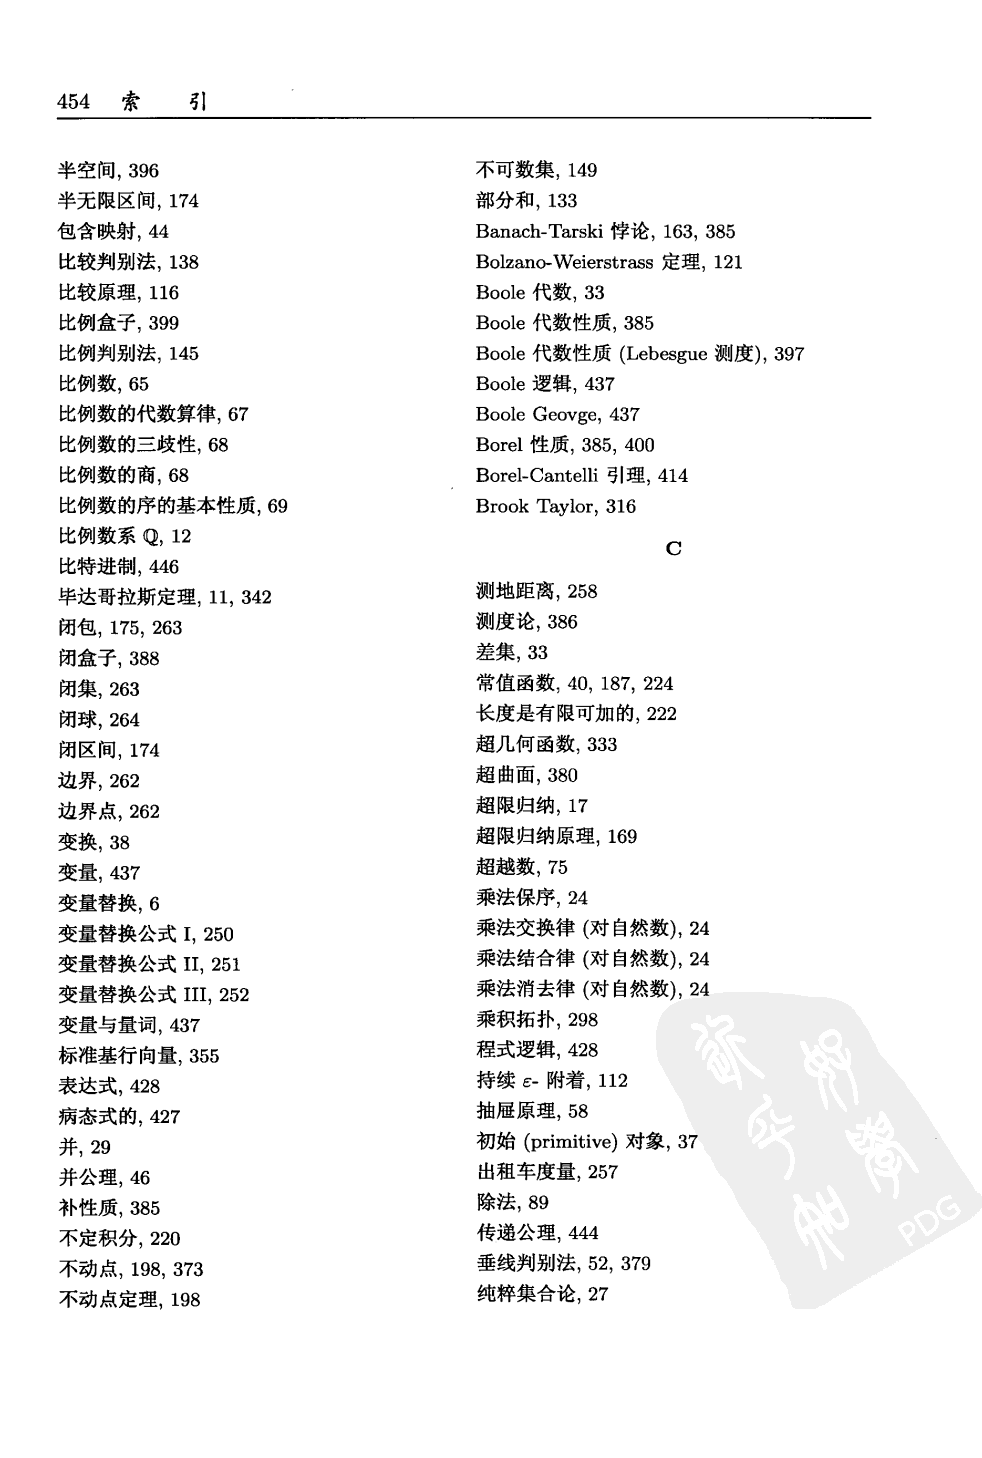 454 索 引
半空间, 396
半无限区间, 174
包含映射, 44
比较判别法, 138
比较原理, 116
比例盒子, 399
比例判别法, 145
比例数, 65
比例数的代数算律, 67
比例数的三歧性, 68
比例数的商, 68
比例数的序的基本性质, 69
比例数系 ℚ, 12
比特进制, 446
毕达哥拉斯定理, 11, 342
闭包, 175, 263
闭盒子, 388
闭集, 263
闭球, 264
闭区间, 174
边界, 262
边界点, 262
变换, 38
变量, 437
变量替换, 6
变量替换公式 I, 250
变量替换公式 II, 251
变量替换公式 III, 252
变量与量词, 437
标准基行向量, 355
表达式, 428
病态式的, 427
并, 29
并公理, 46
补性质, 385
不定积分, 220
不动点, 198, 373
不动点定理, 198
不可数集, 149
部分和, 133
Banach-Tarski 悖论, 163, 385
Bolzano-Weierstrass 定理, 121
Boole 代数, 33
Boole 代数性质, 385
Boole 代数性质 (Lebesgue 测度), 397
Boole 逻辑, 437
Boole Geovge, 437
Borel 性质, 385, 400
Borel-Cantelli 引理, 414
Brook Taylor, 316
C
测地距离, 258
测度论, 386
差集, 33
常值函数, 40, 187, 224
长度是有限可加的, 222
超几何函数, 333
超曲面, 380
超限归纳, 17
超限归纳原理, 169
超越数, 75
乘法保序, 24
乘法交换律 (对自然数), 24
乘法结合律 (对自然数), 24
乘法消去律 (对自然数), 24
乘积拓扑, 298
程式逻辑, 428
持续 ε- 附着, 112
抽屉原理, 58
初始 (primitive) 对象, 37
出租车度量, 257
除法, 89
传递公理, 444
垂线判别法, 52, 379
纯粹集合论, 27
PDG